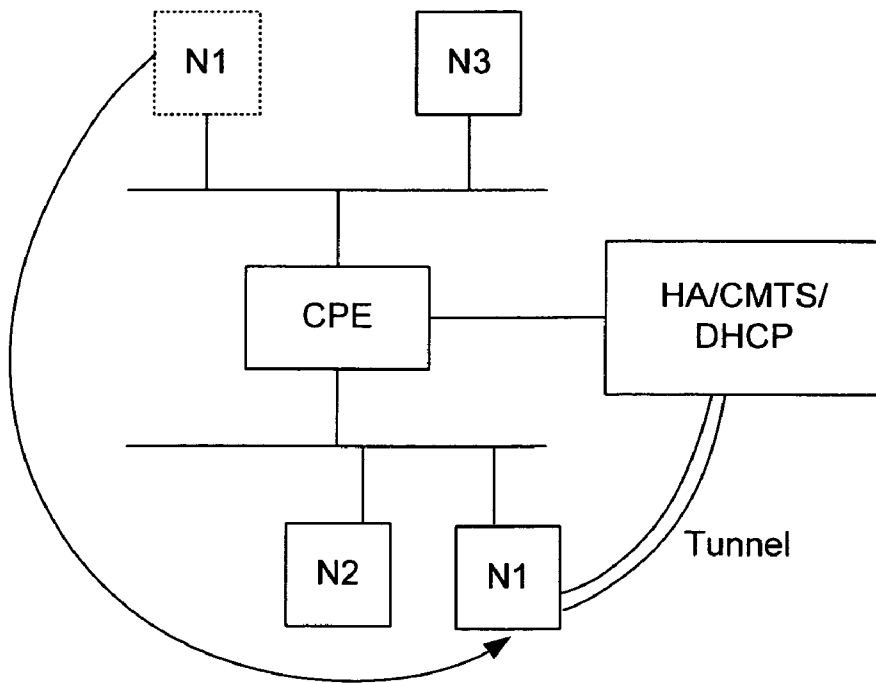 N1
N3
CPE
HA/CMTS/
DHCP
N2
N1
Tunnel